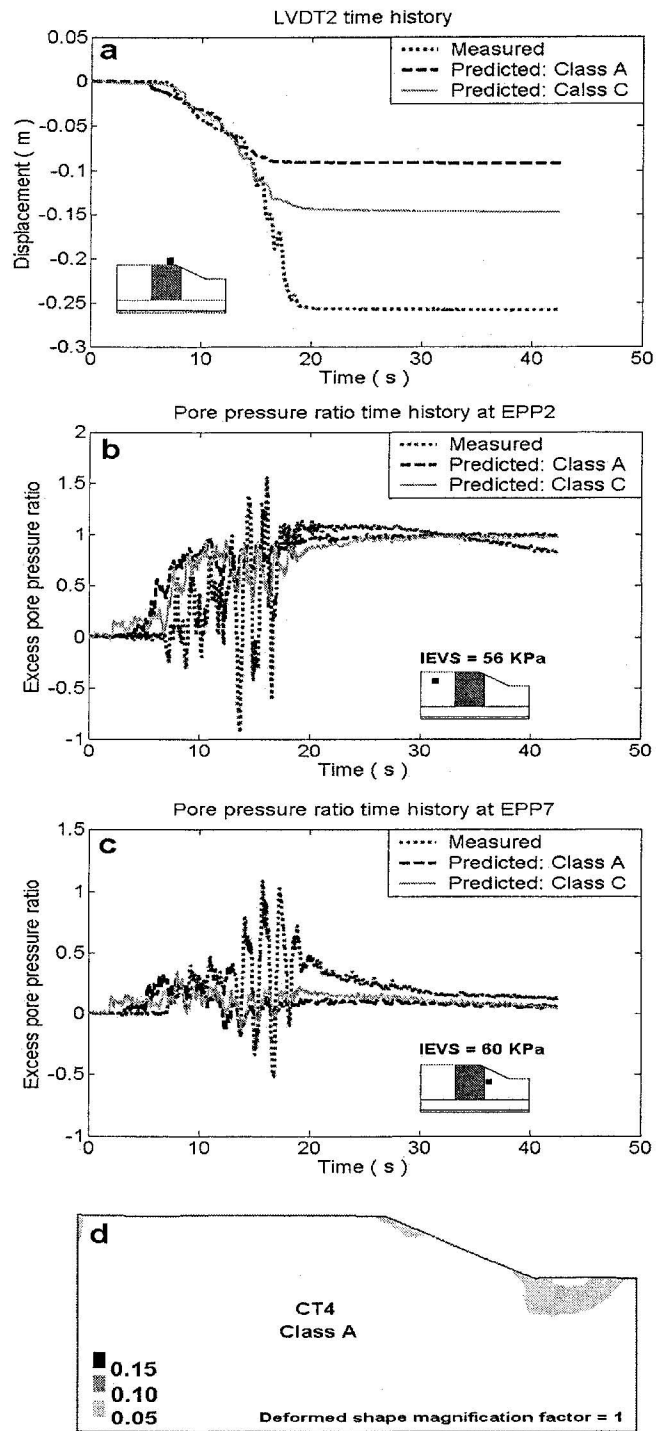 LVDT2 time history
a
Measured
Predicted: Class A
Predicted: Calss C
0.05
0
-0.05
-0.1
-0.15
-0.2
-0.25
-0.3
Displacement ( m )
0 10 20 30 40 50
Time ( s )
Pore pressure ratio time history at EPP2
b
Measured
Predicted: Class A
Predicted: Class C
2
1.5
1
0.5
0
-0.5
-1
Excess pore pressure ratio
IEVS = 56 KPa
0 10 20 30 40 50
Time ( s )
Pore pressure ratio time history at EPP7
c
Measured
Predicted: Class A
Predicted: Class C
1.5
1
0.5
0
-0.5
-1
Excess pore pressure ratio
IEVS = 60 KPa
0 10 20 30 40 50
Time ( s )
d
CT4
Class A
0.15
0.10
0.05
Deformed shape magnification factor = 1